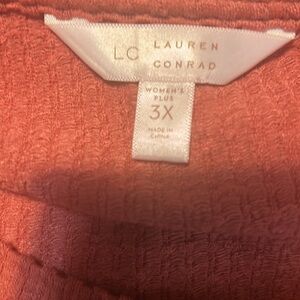 LC LAUREN
CONRAD
WOMEN'S
PLUS
3X
MADE IN
CHINA